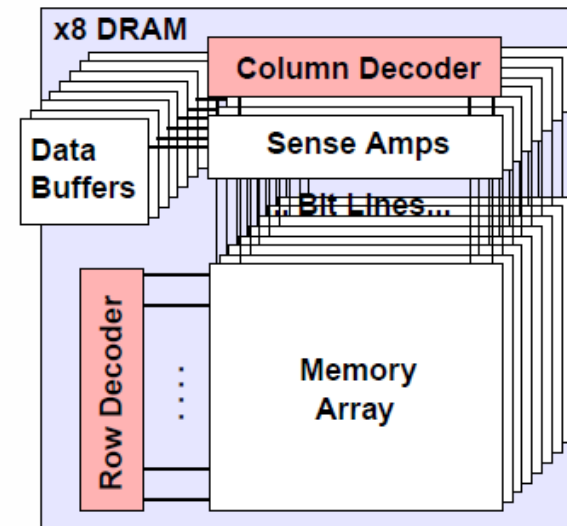 x8 DRAM
Column Decoder
Sense Amps
Data
Buffers
... Bit Lines...
Row Decoder
. . . .
Memory
Array